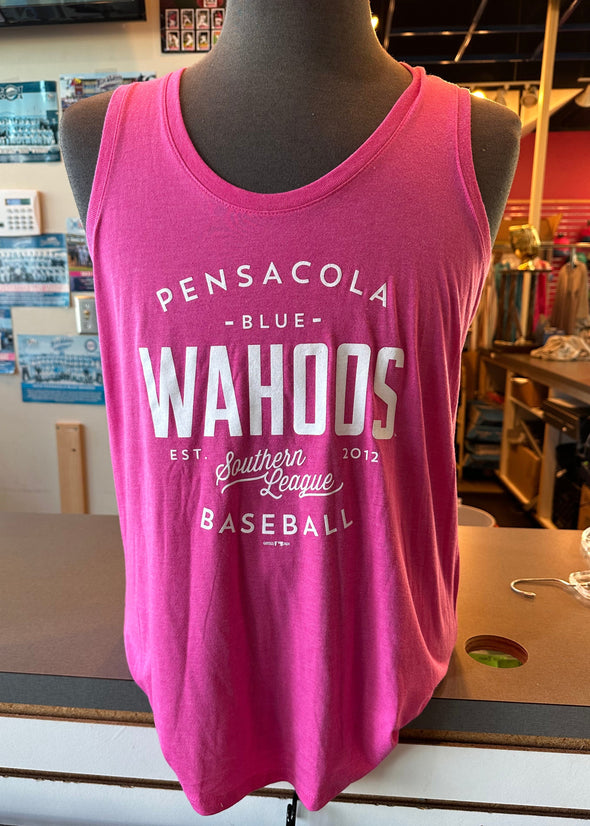 PENSACOLA
-BLUE-
WAHOOS
EST. Southern League 2012
BASEBALL